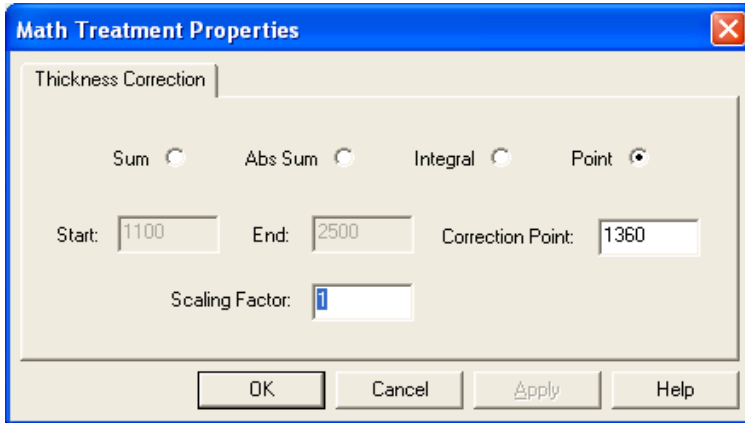 Math Treatment Properties
Thickness Correction
Sum Abs Sum Integral Point
Start: 1100 End: 2500 Correction Point: 1360
Scaling Factor: 1
OK Cancel Apply Help